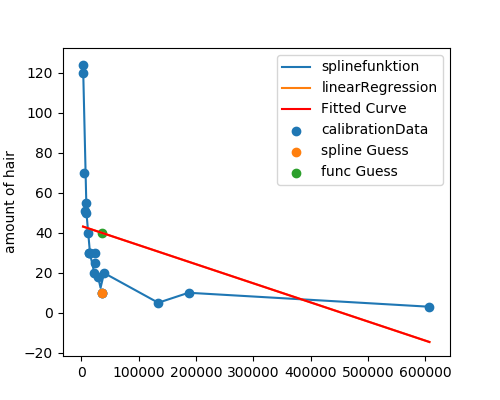 splinefunktion
linearRegression
Fitted Curve
calibrationData
spline Guess
func Guess
amount of hair
120
100
80
60
40
20
0
−20
0 100000 200000 300000 400000 500000 600000